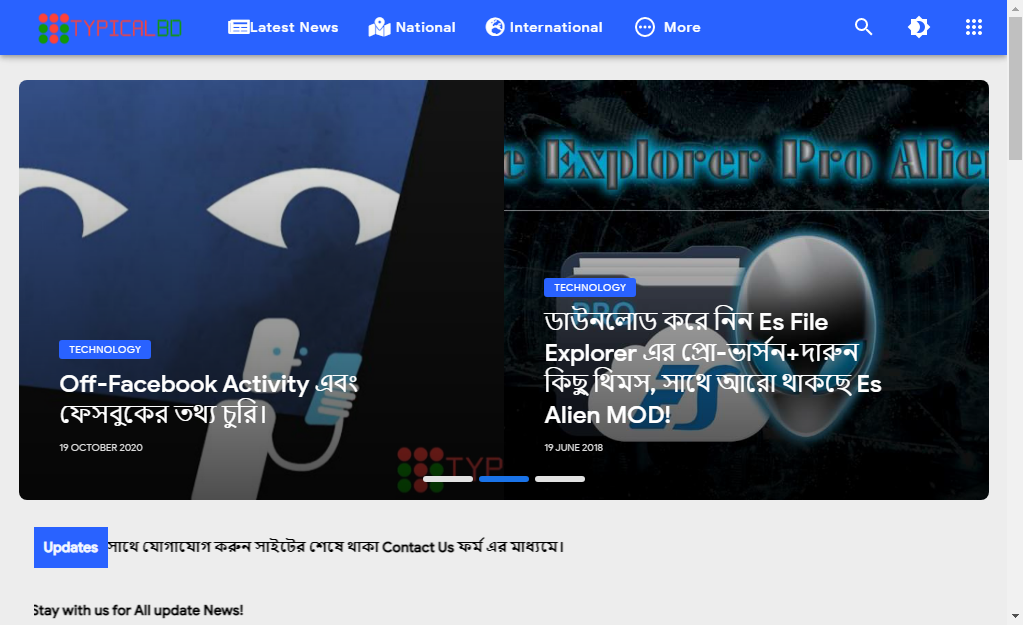 TYPICALBD
Latest News
National
International
More
e Explorer Pro Alien
PRO
TECHNOLOGY
Off-Facebook Activity এবং
ফেসবুকের তথ্য চুরি।
19 OCTOBER 2020
TYP
TECHNOLOGY
ডাউনলোড করে নিন Es File
Explorer এর প্রো-ভার্সন+দারুন
কিছু থিমস, সাথে আরো থাকছে Es
Alien MOD!
19 JUNE 2018
Updates সাথে যোগাযোগ করুন সাইটের শেষে থাকা Contact Us ফর্ম এর মাধ্যমে।
Stay with us for All update News!